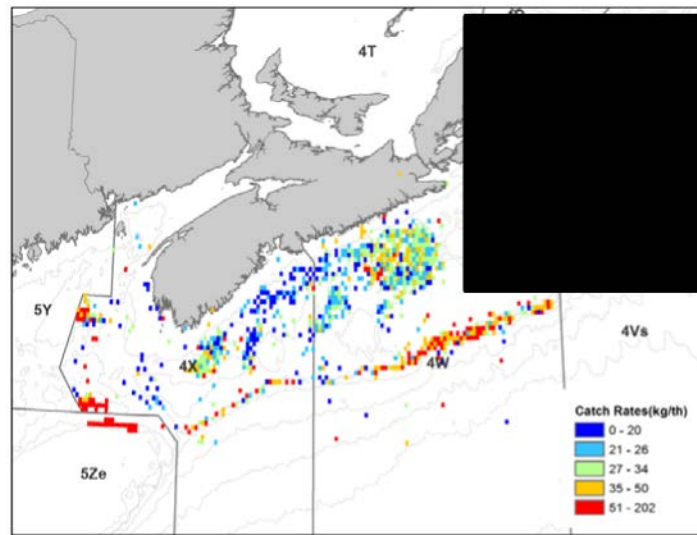 4T
5Y
4X
4W
4Vs
5Ze
Catch Rates(kg/th)
0 - 20
21 - 26
27 - 34
35 - 50
51 - 202